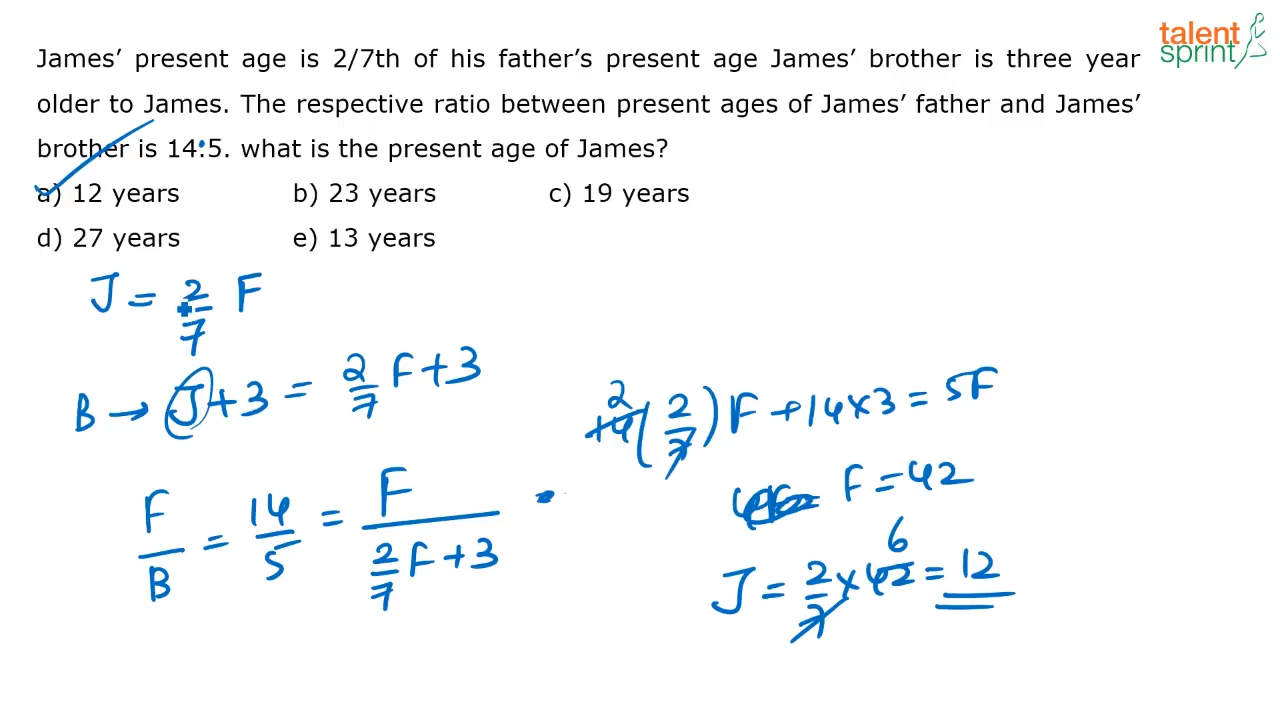 talent
sprint
James’ present age is 2/7th of his father’s present age James’ brother is three year
older to James. The respective ratio between present ages of James’ father and James’
brother is 14:5. what is the present age of James?
a) 12 years b) 23 years c) 19 years
d) 27 years e) 13 years
J = 2/7 F
B → J+3 = 2/7 F+3
F/B = 14/5 = F/(2/7 F+3)
2 14(2/7)F + 14×3 = 5F
F = 42
J = 2/7 × 42 6 = 12